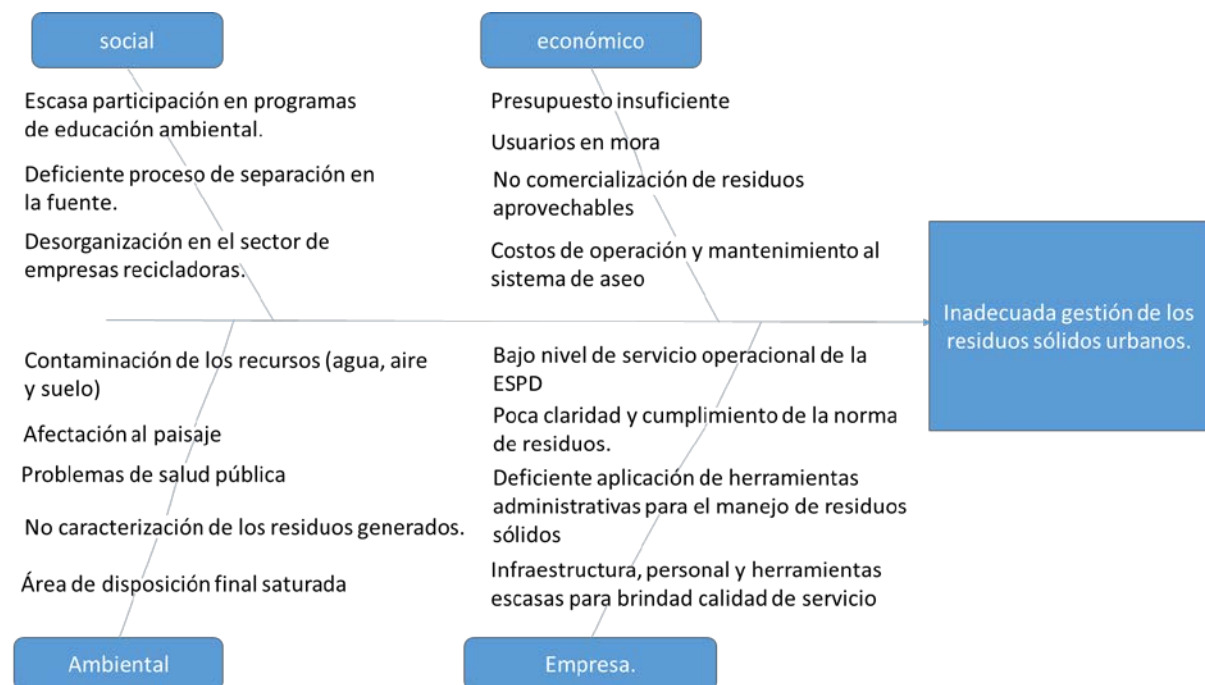 social
Escasa participación en programas
de educación ambiental.
Deficiente proceso de separación en
la fuente.
Desorganización en el sector de
empresas recicladoras.
económico
Presupuesto insuficiente
Usuarios en mora
No comercialización de residuos
aprovechables
Costos de operación y mantenimiento al
sistema de aseo
Inadecuada gestión de los
residuos sólidos urbanos.
Contaminación de los recursos (agua, aire
y suelo)
Afectación al paisaje
Problemas de salud pública
No caracterización de los residuos generados.
Área de disposición final saturada
Ambiental
Bajo nivel de servicio operacional de la
ESPD
Poca claridad y cumplimiento de la norma
de residuos.
Deficiente aplicación de herramientas
administrativas para el manejo de residuos
sólidos
Infraestructura, personal y herramientas
escasas para brindad calidad de servicio
Empresa.